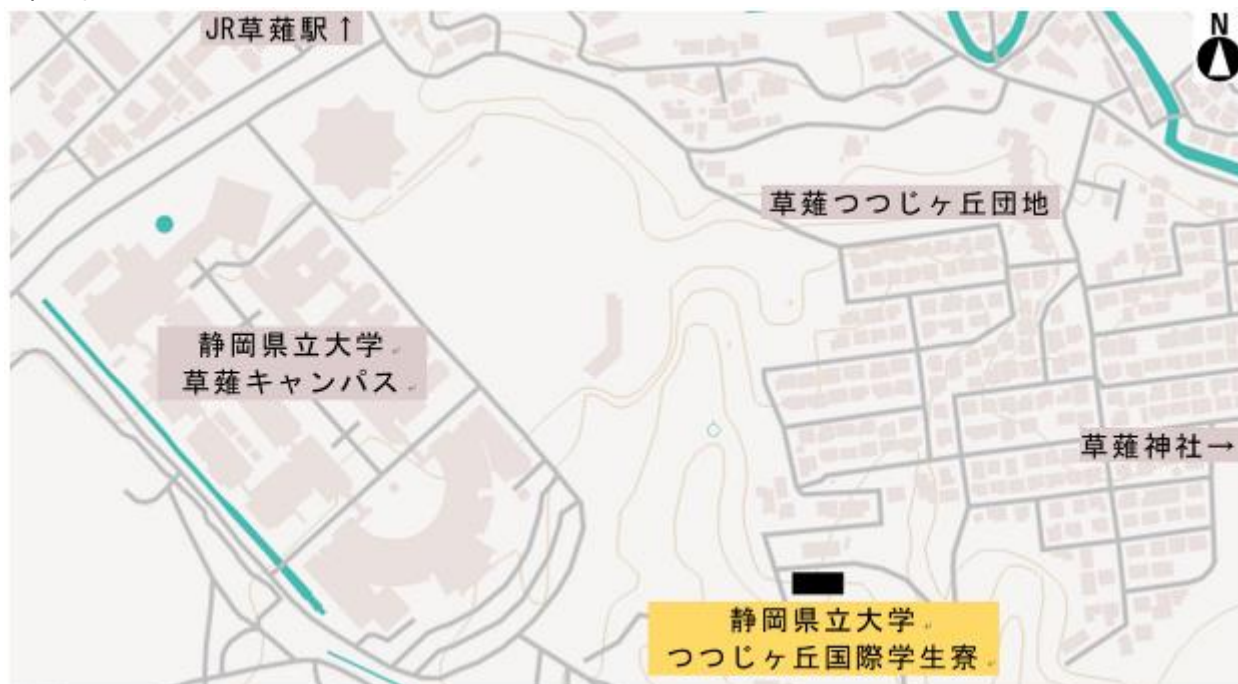 JR草薙駅↑
N
草薙つつじヶ丘団地
静岡県立大学
草薙キャンパス
草薙神社→
静岡県立大学
つつじヶ丘国際学生寮